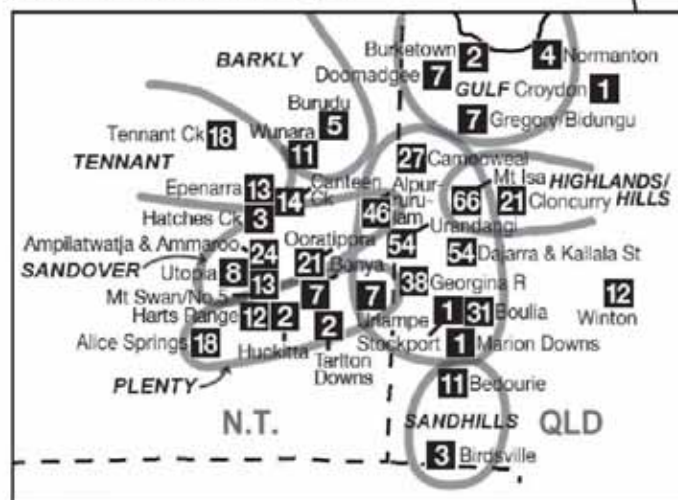 BARKLY
Burketown 2
4 Normanton
Doomadgee 7
GULF Croydon 1
Burudu
5
7 Gregory/Bidungu
Tennant Ck 18
Wunara
11
27 Camooweal
TENNANT
Mt Isa HIGHLANDS/
HILLS
Epenarra 13
14 Canteen
Ck
Alpur-
ruru-
lam
46
66
21 Cloncurry
Hatches Ck 3
Urandangi
54
Ampilatwatja & Ammaroo 24
Ooratippra
21
54 Dajarra & Kallala St
SANDOVER
Utopia 8
13
Bonya
7
7
38 Georgina R
12
Winton
Mt Swan/No.5
Harts Range 12
2
Urlampe
1 31 Boulia
Alice Springs 18
Huckitta
2
Tarlton
Downs
Stockport
1 Marion Downs
PLENTY
11 Bedourie
N.T.
SANDHILLS
QLD
3 Birdsville